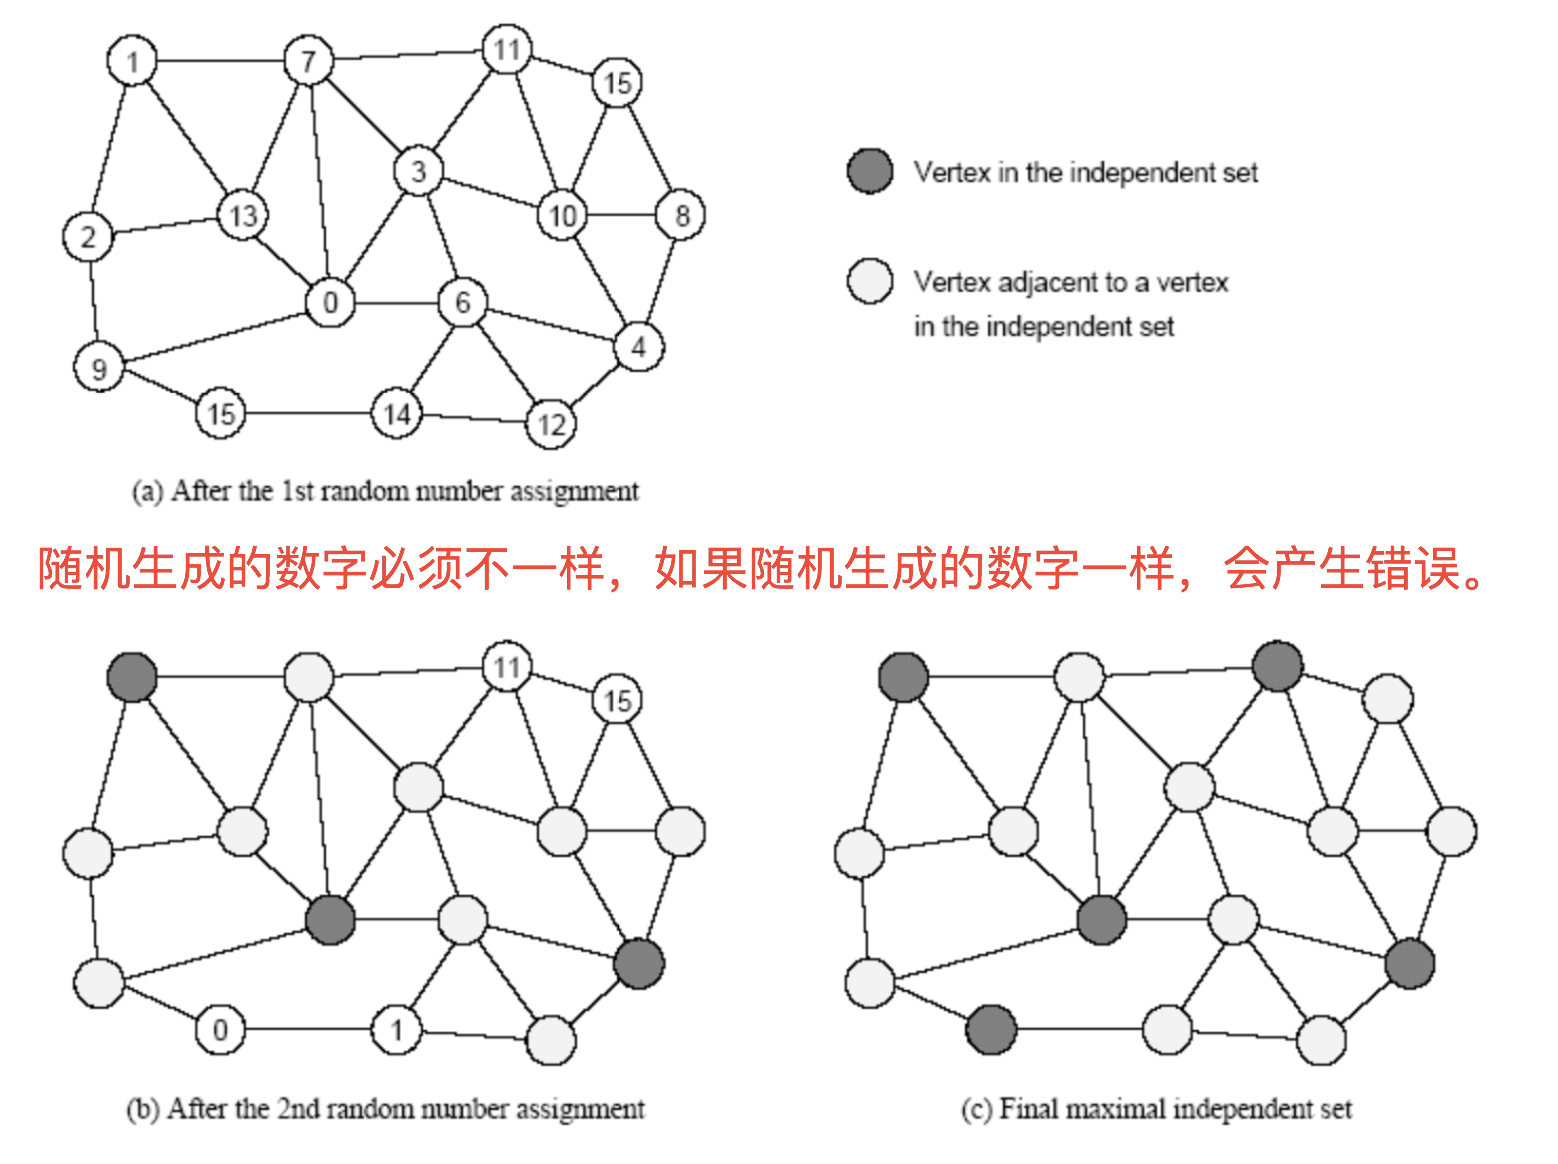 1
7
11
15
3
13
10
8
2
0
6
4
9
15
14
12
Vertex in the independent set
Vertex adjacent to a vertex
in the independent set
(a) After the 1st random number assignment
随机生成的数字必须不一样，如果随机生成的数字一样，会产生错误。
11
15
0
1
(b) After the 2nd random number assignment
(c) Final maximal independent set